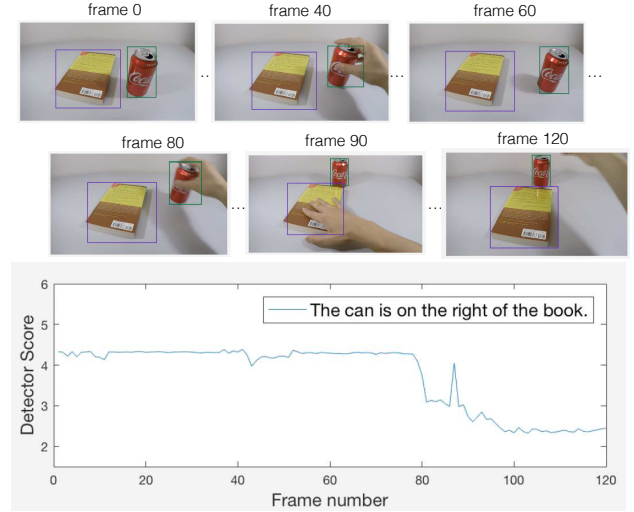 frame 0
frame 40
frame 60
frame 80
frame 90
frame 120
6
5
4
3
2
The can is on the right of the book.
Detector Score
0
20
40
60
80
100
120
Frame number